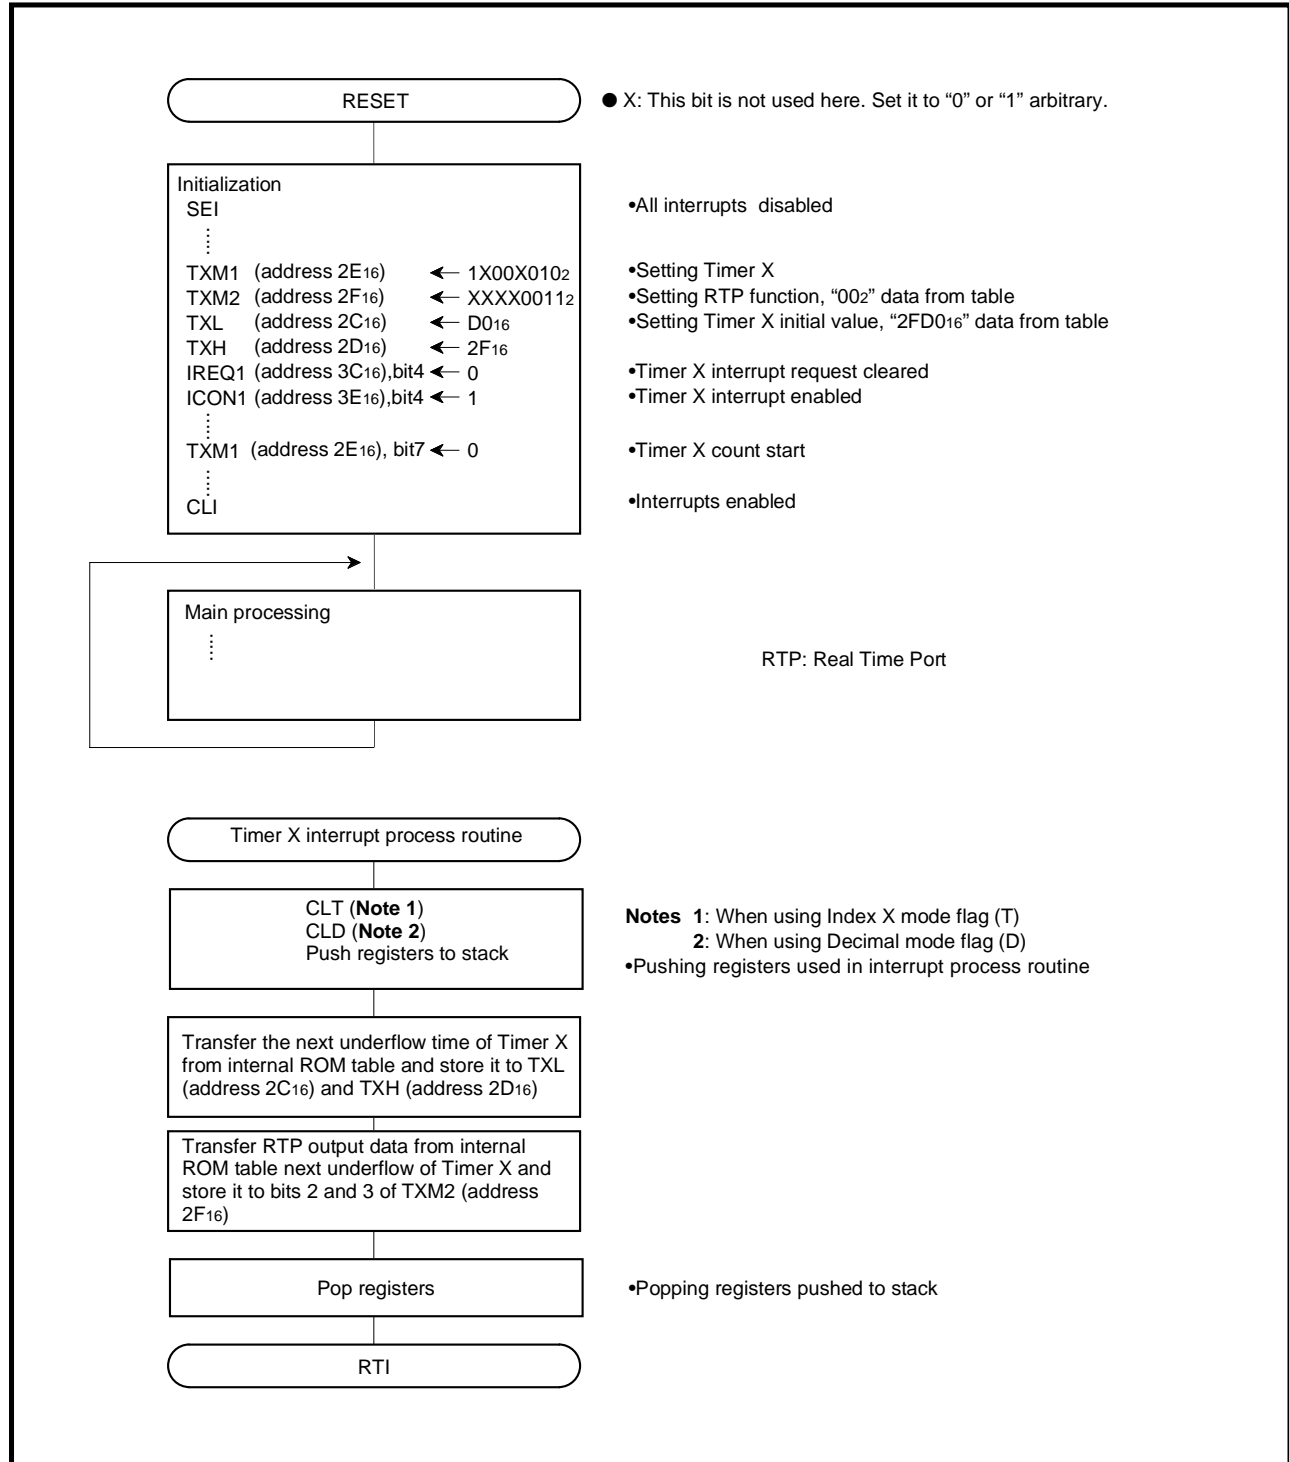 RESET
● X: This bit is not used here. Set it to “0” or “1” arbitrary.
Initialization
SEI
•All interrupts disabled
TXM1 (address 2E16) ← 1X00X0102
•Setting Timer X
TXM2 (address 2F16) ← XXXX00112
•Setting RTP function, “002” data from table
TXL (address 2C16) ← D016
•Setting Timer X initial value, “2FD016” data from table
TXH (address 2D16) ← 2F16
IREQ1 (address 3C16),bit4 ← 0
•Timer X interrupt request cleared
ICON1 (address 3E16),bit4 ← 1
•Timer X interrupt enabled
TXM1 (address 2E16), bit7 ← 0
•Timer X count start
CLI
•Interrupts enabled
Main processing
RTP: Real Time Port
Timer X interrupt process routine
CLT (Note 1)
CLD (Note 2)
Push registers to stack
Notes 1: When using Index X mode flag (T)
2: When using Decimal mode flag (D)
•Pushing registers used in interrupt process routine
Transfer the next underflow time of Timer X
from internal ROM table and store it to TXL
(address 2C16) and TXH (address 2D16)
Transfer RTP output data from internal
ROM table next underflow of Timer X and
store it to bits 2 and 3 of TXM2 (address
2F16)
Pop registers
•Popping registers pushed to stack
RTI